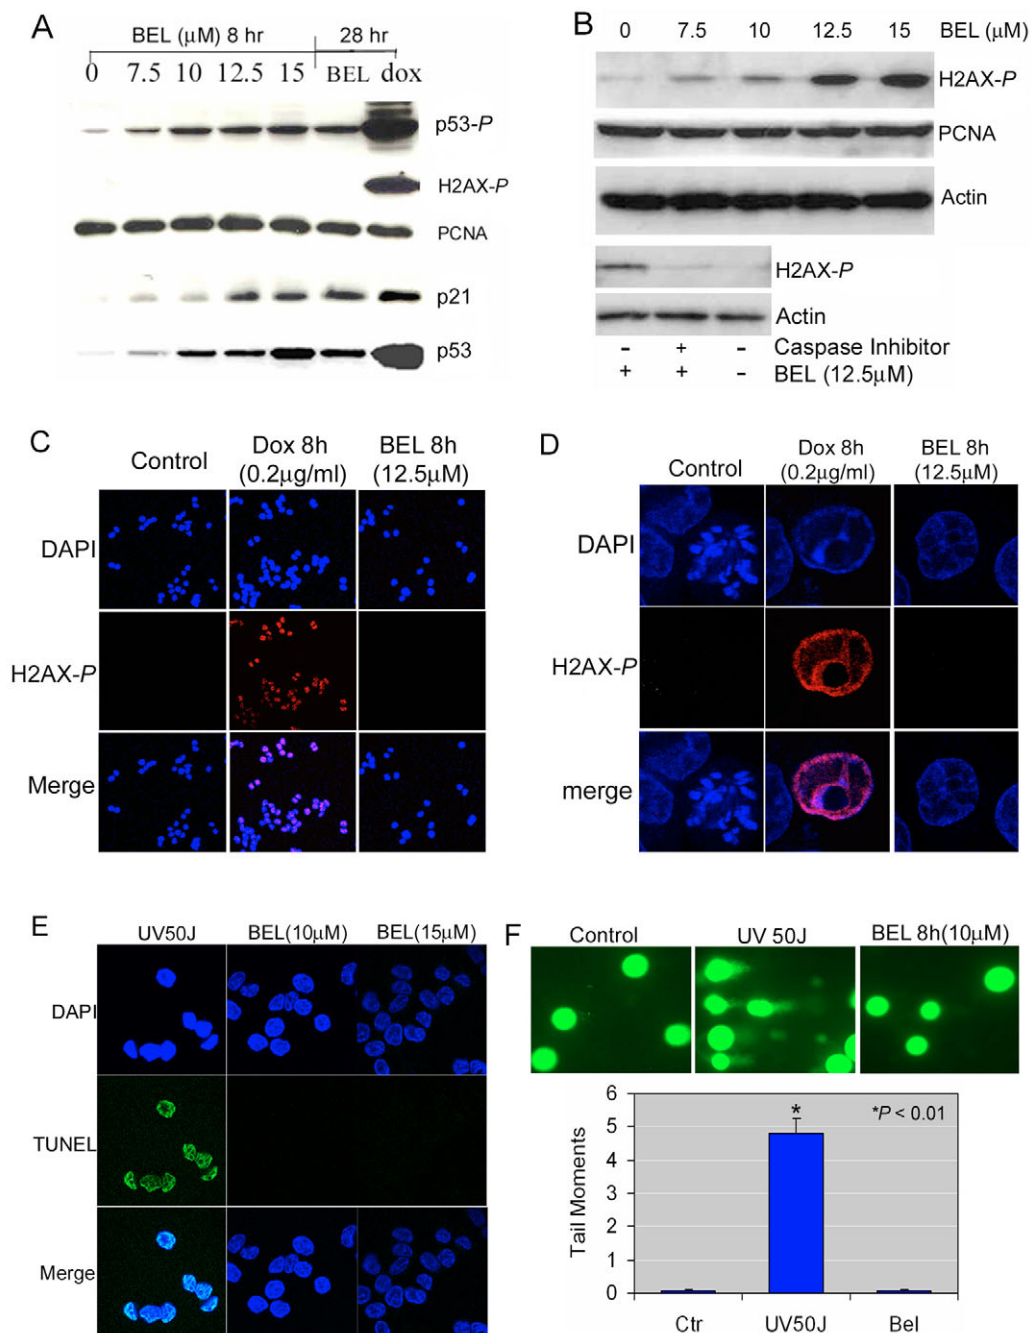 A
BEL (µM) 8 hr
28 hr
0 7.5 10 12.5 15 BEL dox
p53-P
H2AX-P
PCNA
p21
p53
B
0 7.5 10 12.5 15 BEL (µM)
H2AX-P
PCNA
Actin
H2AX-P
Actin
- + - Caspase Inhibitor
+ + - BEL (12.5µM)
C
Control
Dox 8h
(0.2µg/ml)
BEL 8h
(12.5µM)
DAPI
H2AX-P
Merge
D
Control
Dox 8h
(0.2µg/ml)
BEL 8h
(12.5µM)
DAPI
H2AX-P
merge
E
UV50J
BEL(10µM)
BEL(15µM)
DAPI
TUNEL
Merge
F
Control
UV 50J
BEL 8h(10µM)
6
5
4
3
2
1
0
Tail Moments
*
*P < 0.01
Ctr UV50J Bel